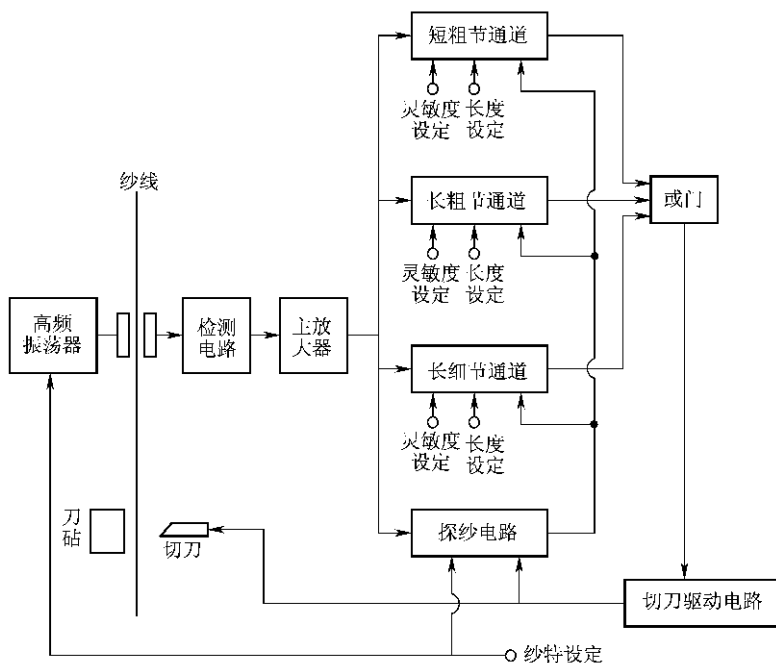 短粗节通道
灵敏度
设定
长度
设定
纱线
长粗节通道
或门
灵敏度
设定
长度
设定
高频
振荡器
检测
电路
主放
大器
长细节通道
灵敏度
设定
长度
设定
刀
砧
切刀
探纱电路
切刀驱动电路
纱特设定